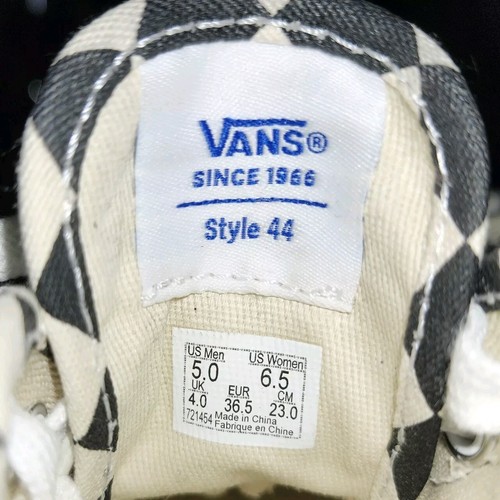 VANS®
SINCE 1966
Style 44
US Men US Women
5.0 6.5
UK EUR CM
4.0 36.5 23.0
721454 Made in China
Fabrique en Chine